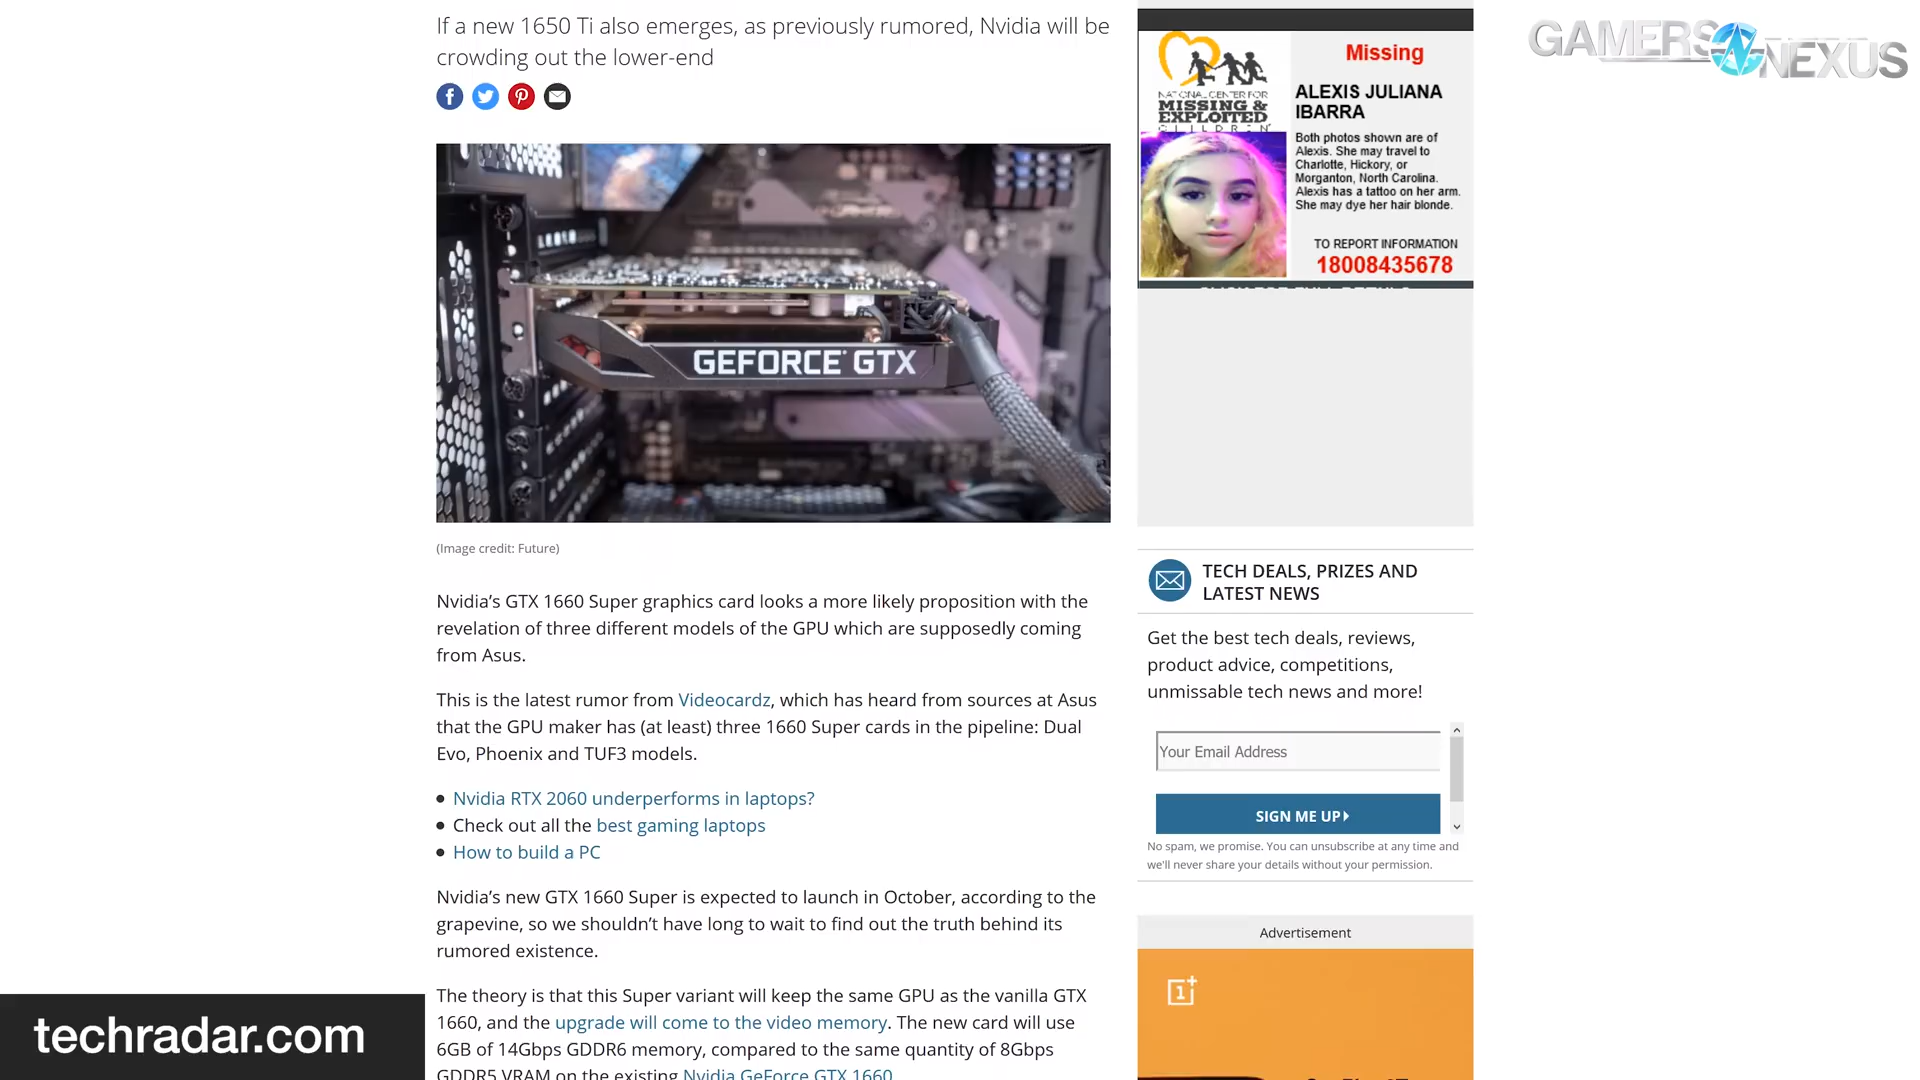 If a new 1650 Ti also emerges, as previously rumored, Nvidia will be
crowding out the lower-end
GEFORCE GTX
(Image credit: Future)
Nvidia’s GTX 1660 Super graphics card looks a more likely proposition with the
revelation of three different models of the GPU which are supposedly coming
from Asus.
This is the latest rumor from Videocardz, which has heard from sources at Asus
that the GPU maker has (at least) three 1660 Super cards in the pipeline: Dual
Evo, Phoenix and TUF3 models.
Nvidia RTX 2060 underperforms in laptops?
Check out all the best gaming laptops
How to build a PC
Nvidia’s new GTX 1660 Super is expected to launch in October, according to the
grapevine, so we shouldn’t have long to wait to find out the truth behind its
rumored existence.
The theory is that this Super variant will keep the same GPU as the vanilla GTX
1660, and the upgrade will come to the video memory. The new card will use
6GB of 14Gbps GDDR6 memory, compared to the same quantity of 8Gbps
GDDR5 VRAM on the existing Nvidia GeForce GTX 1660
techradar.com
GAMERS NEXUS
NATIONAL CENTER FOR
MISSING &
EXPLOITED
CHILDREN
Missing
ALEXIS JULIANA
IBARRA
Both photos shown are of
Alexis. She may travel to
Charlotte, Hickory, or
Morganton, North Carolina.
Alexis has a tattoo on her arm.
She may dye her hair blonde.
TO REPORT INFORMATION
18008435678
TECH DEALS, PRIZES AND
LATEST NEWS
Get the best tech deals, reviews,
product advice, competitions,
unmissable tech news and more!
Your Email Address
SIGN ME UP
No spam, we promise. You can unsubscribe at any time and
we'll never share your details without your permission.
Advertisement